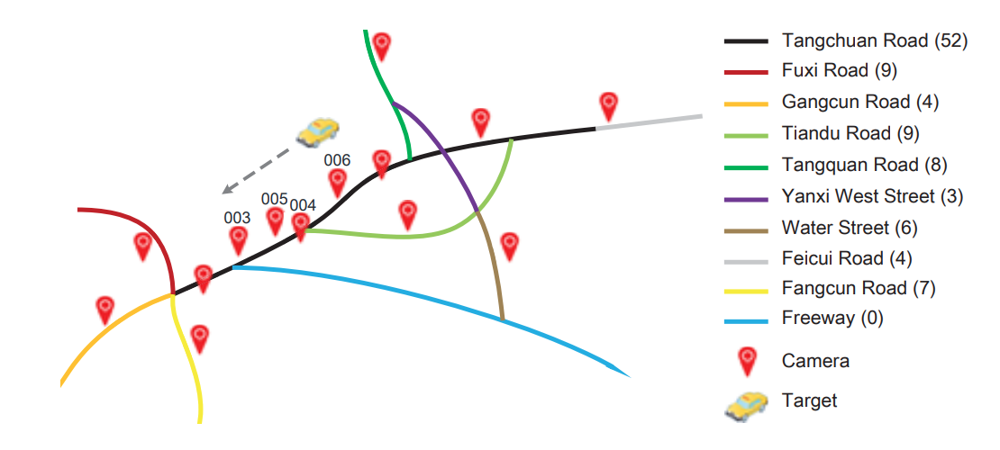 006
005
004
003
Tangchuan Road (52)
Fuxi Road (9)
Gangcun Road (4)
Tiandu Road (9)
Tangquan Road (8)
Yanxi West Street (3)
Water Street (6)
Feicui Road (4)
Fangcun Road (7)
Freeway (0)
Camera
Target